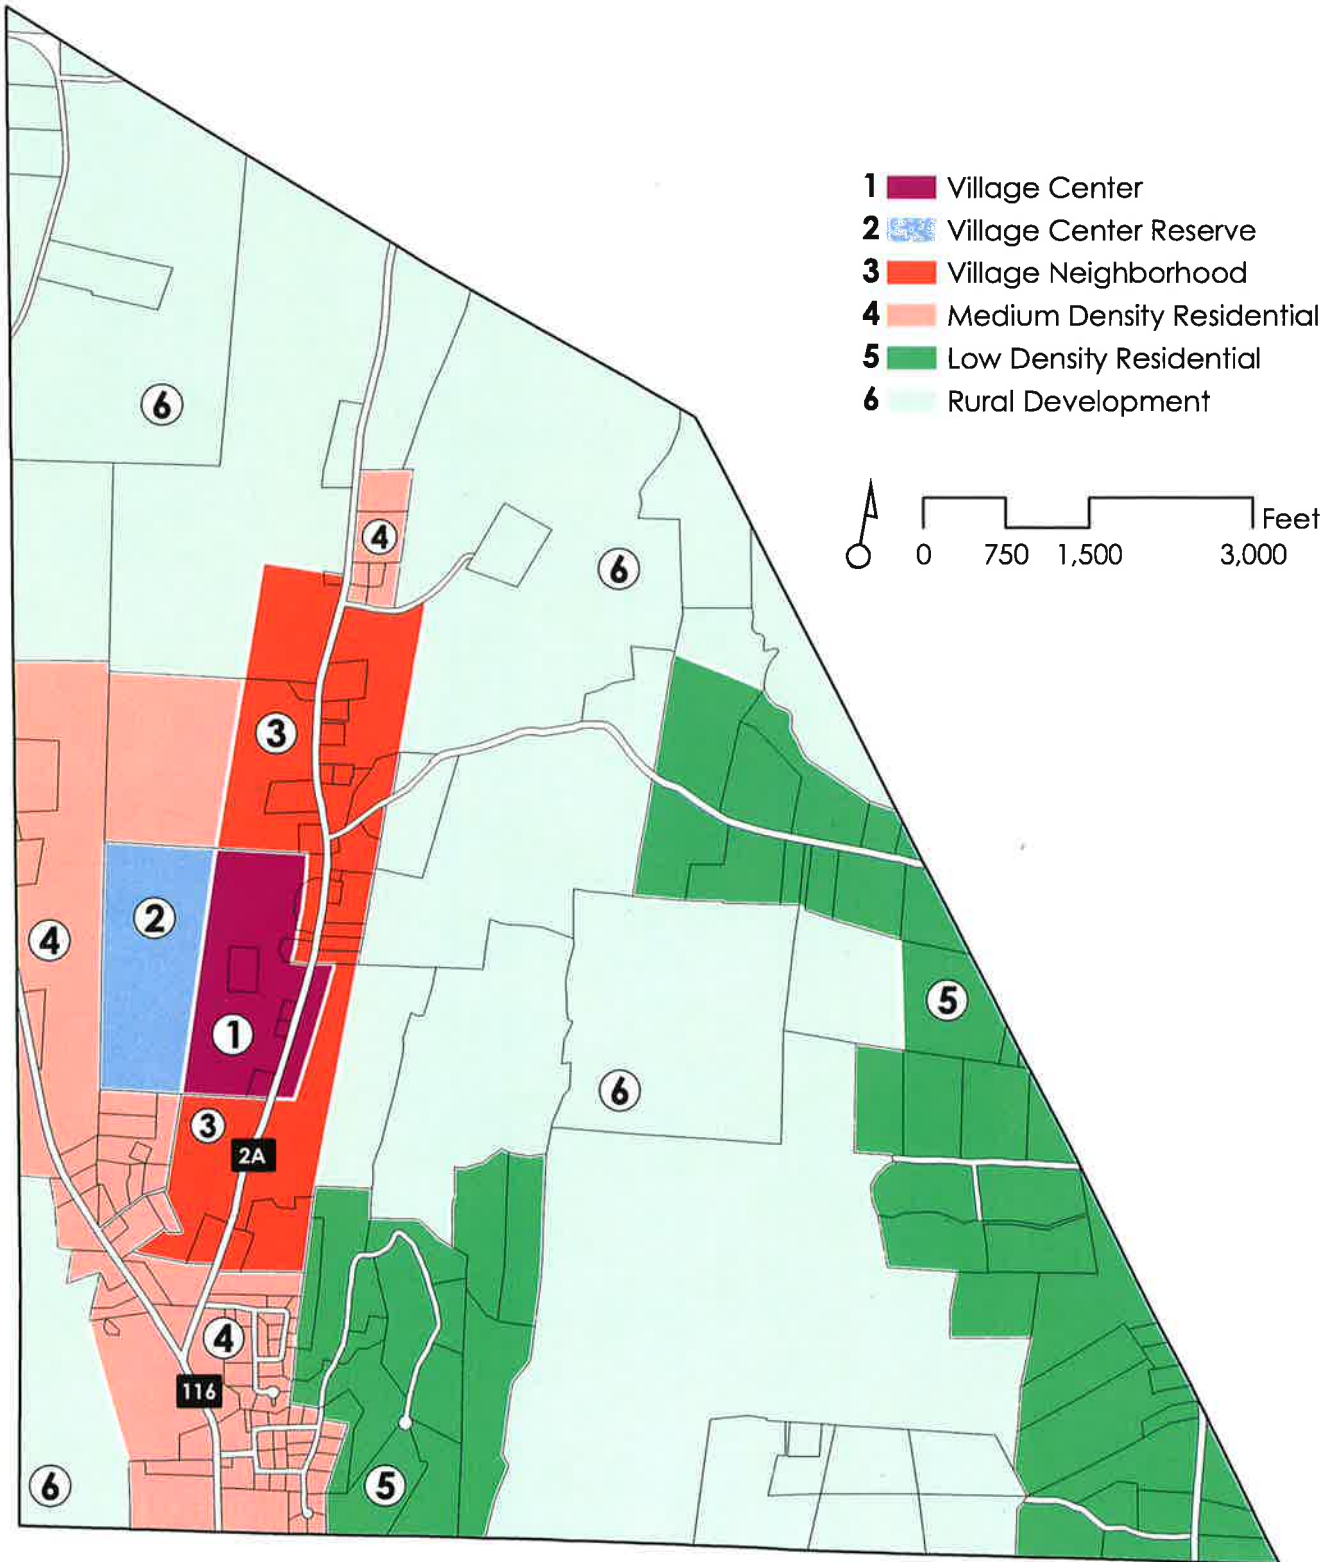 1 Village Center
2 Village Center Reserve
3 Village Neighborhood
4 Medium Density Residential
5 Low Density Residential
6 Rural Development
Feet
0 750 1,500 3,000
6
4
6
3
2
4
5
1
6
3
2A
4
116
6
5